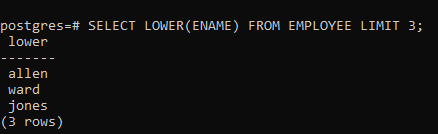 postgres=# SELECT LOWER(ENAME) FROM EMPLOYEE LIMIT 3;
lower
-------
allen
ward
jones
(3 rows)